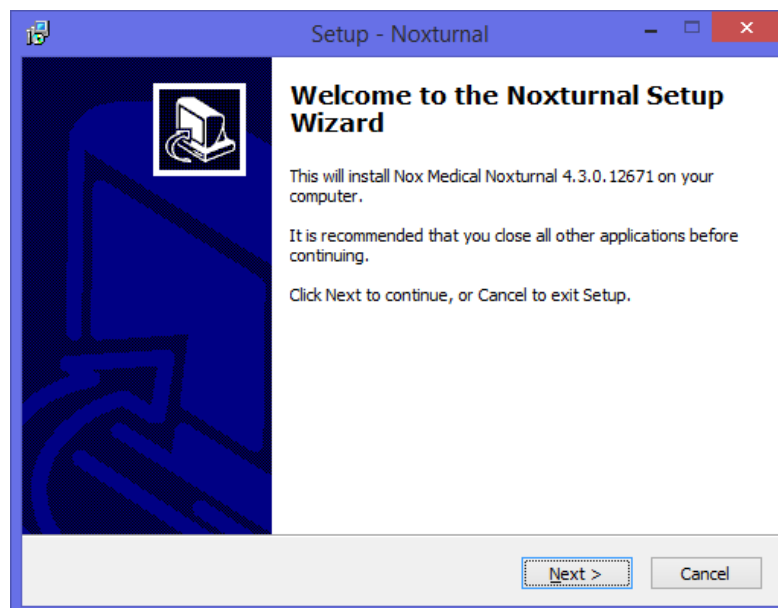 Setup - Noxturnal
Welcome to the Noxturnal Setup
Wizard
This will install Nox Medical Noxturnal 4.3.0.12671 on your
computer.
It is recommended that you close all other applications before
continuing.
Click Next to continue, or Cancel to exit Setup.
Next >
Cancel